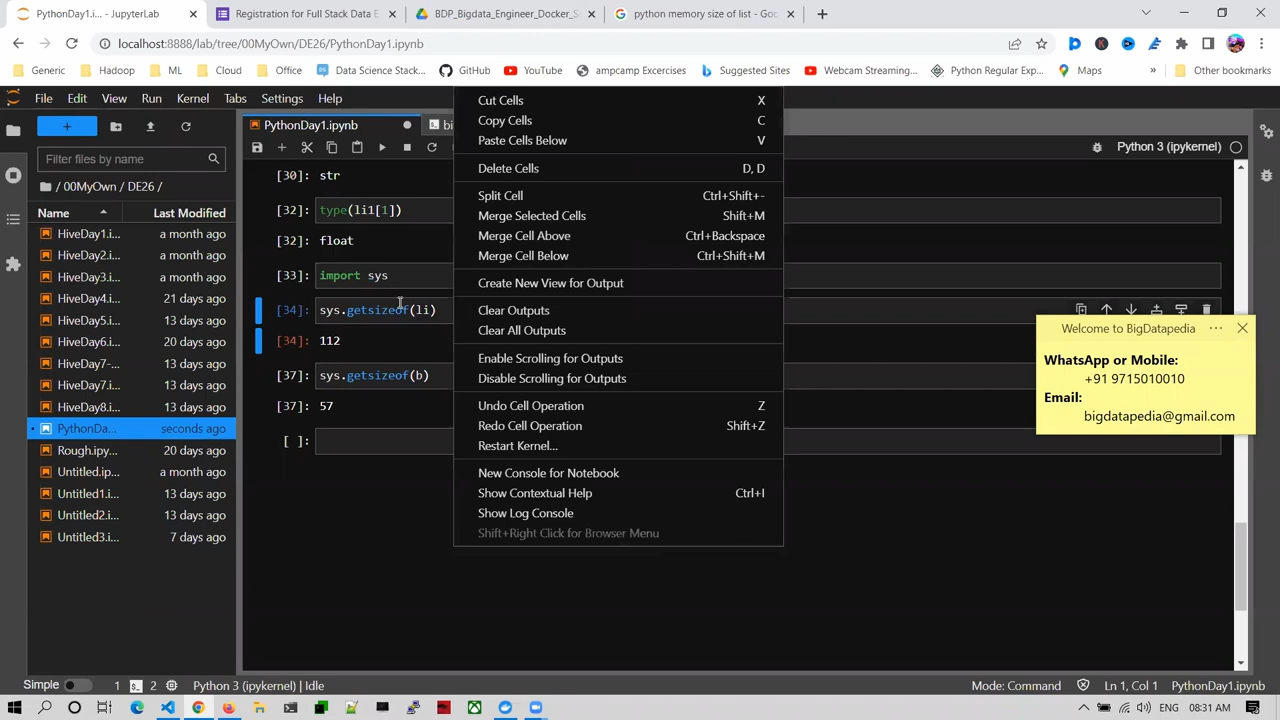 PythonDay1.i... - JupyterLab
Registration for Full Stack Data E
BDP_Bigdata_Engineer_Docker_S
python memory size of list - Goo
localhost:8888/lab/tree/00MyOwn/DE26/PythonDay1.ipynb
Generic
Hadoop
ML
Cloud
Office
Data Science Stack...
GitHub
YouTube
ampcamp Excercises
Suggested Sites
Webcam Streaming...
Python Regular Exp...
Maps
»
Other bookmarks
File Edit View Run Kernel Tabs Settings Help
PythonDay1.ipynb
bi
Python 3 (ipykernel)
Filter files by name
/ 00MyOwn / DE26 /
Name Last Modified
HiveDay1.i... a month ago
HiveDay2.i... a month ago
HiveDay3.i... a month ago
HiveDay4.i... 21 days ago
HiveDay5.i... 13 days ago
HiveDay6.i... 20 days ago
HiveDay7-... 13 days ago
HiveDay7.i... 13 days ago
HiveDay8.i... 13 days ago
PythonDa... seconds ago
Rough.ipy... 20 days ago
Untitled.ip... a month ago
Untitled1.i... 13 days ago
Untitled2.i... 13 days ago
Untitled3.i... 7 days ago
[30]: str
[32]: type(li1[1])
[32]: float
[33]: import sys
[34]: sys.getsizeof(li)
[34]: 112
[37]: sys.getsizeof(b)
[37]: 57
[ ]:
Cut Cells X
Copy Cells C
Paste Cells Below V
Delete Cells D, D
Split Cell Ctrl+Shift+-
Merge Selected Cells Shift+M
Merge Cell Above Ctrl+Backspace
Merge Cell Below Ctrl+Shift+M
Create New View for Output
Clear Outputs
Clear All Outputs
Enable Scrolling for Outputs
Disable Scrolling for Outputs
Undo Cell Operation Z
Redo Cell Operation Shift+Z
Restart Kernel...
New Console for Notebook
Show Contextual Help Ctrl+I
Show Log Console
Shift+Right Click for Browser Menu
Welcome to BigDatapedia
WhatsApp or Mobile:
+91 9715010010
Email:
bigdatapedia@gmail.com
Simple 1 2 Python 3 (ipykernel) | Idle
Mode: Command
Ln 1, Col 1
PythonDay1.ipynb
ENG 08:31 AM